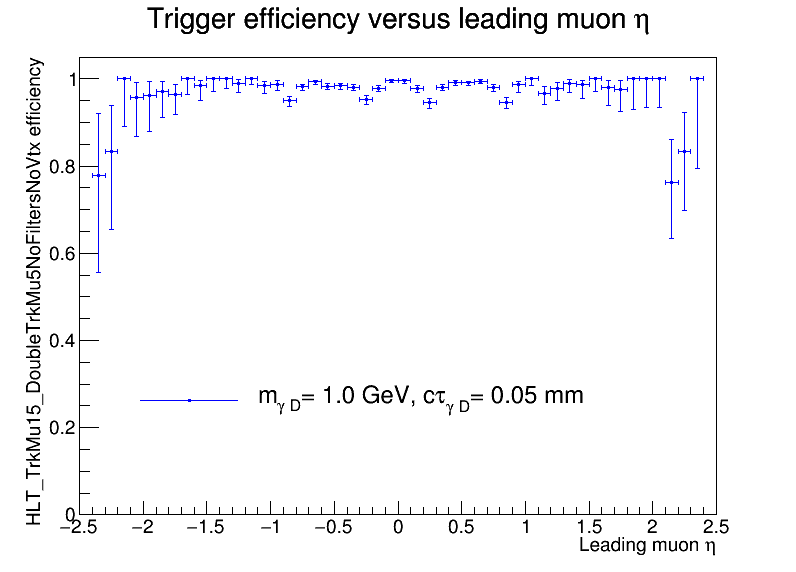 Trigger efficiency versus leading muon η
HLT_TrkMu15_DoubleTrkMu5NoFiltersNoVtx efficiency
1
0.8
0.6
0.4
0.2
0
m_{γ D}= 1.0 GeV, cτ_{γ D}= 0.05 mm
−2.5 −2 −1.5 −1 −0.5 0 0.5 1 1.5 2 2.5
Leading muon η